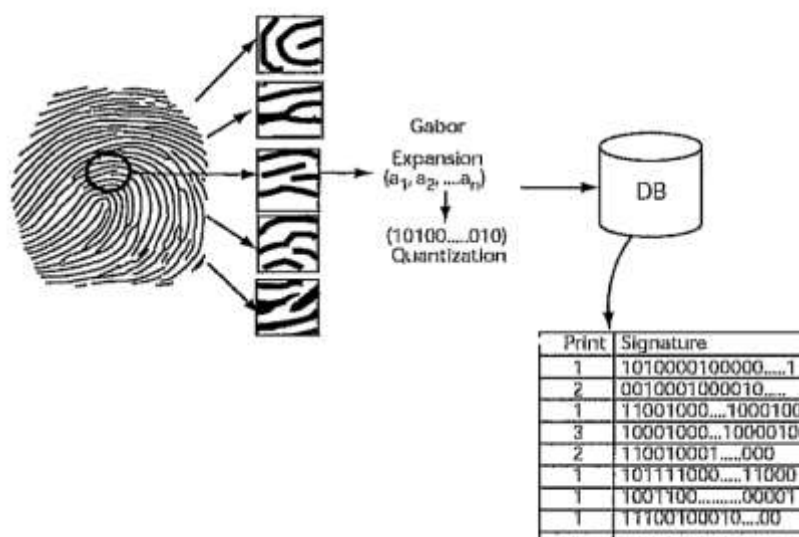 Gabor
Expansion
(a1, a2, ....an)
(10100.....010)
Quantization
DB
Print Signature
1 1010000100000.....1
2 0010001000010.....
1 11001000....1000100
3 10001000...1000010
2 110010001.....000
1 101111000.....11000
1 1001100..........00001
1 11100100010....00